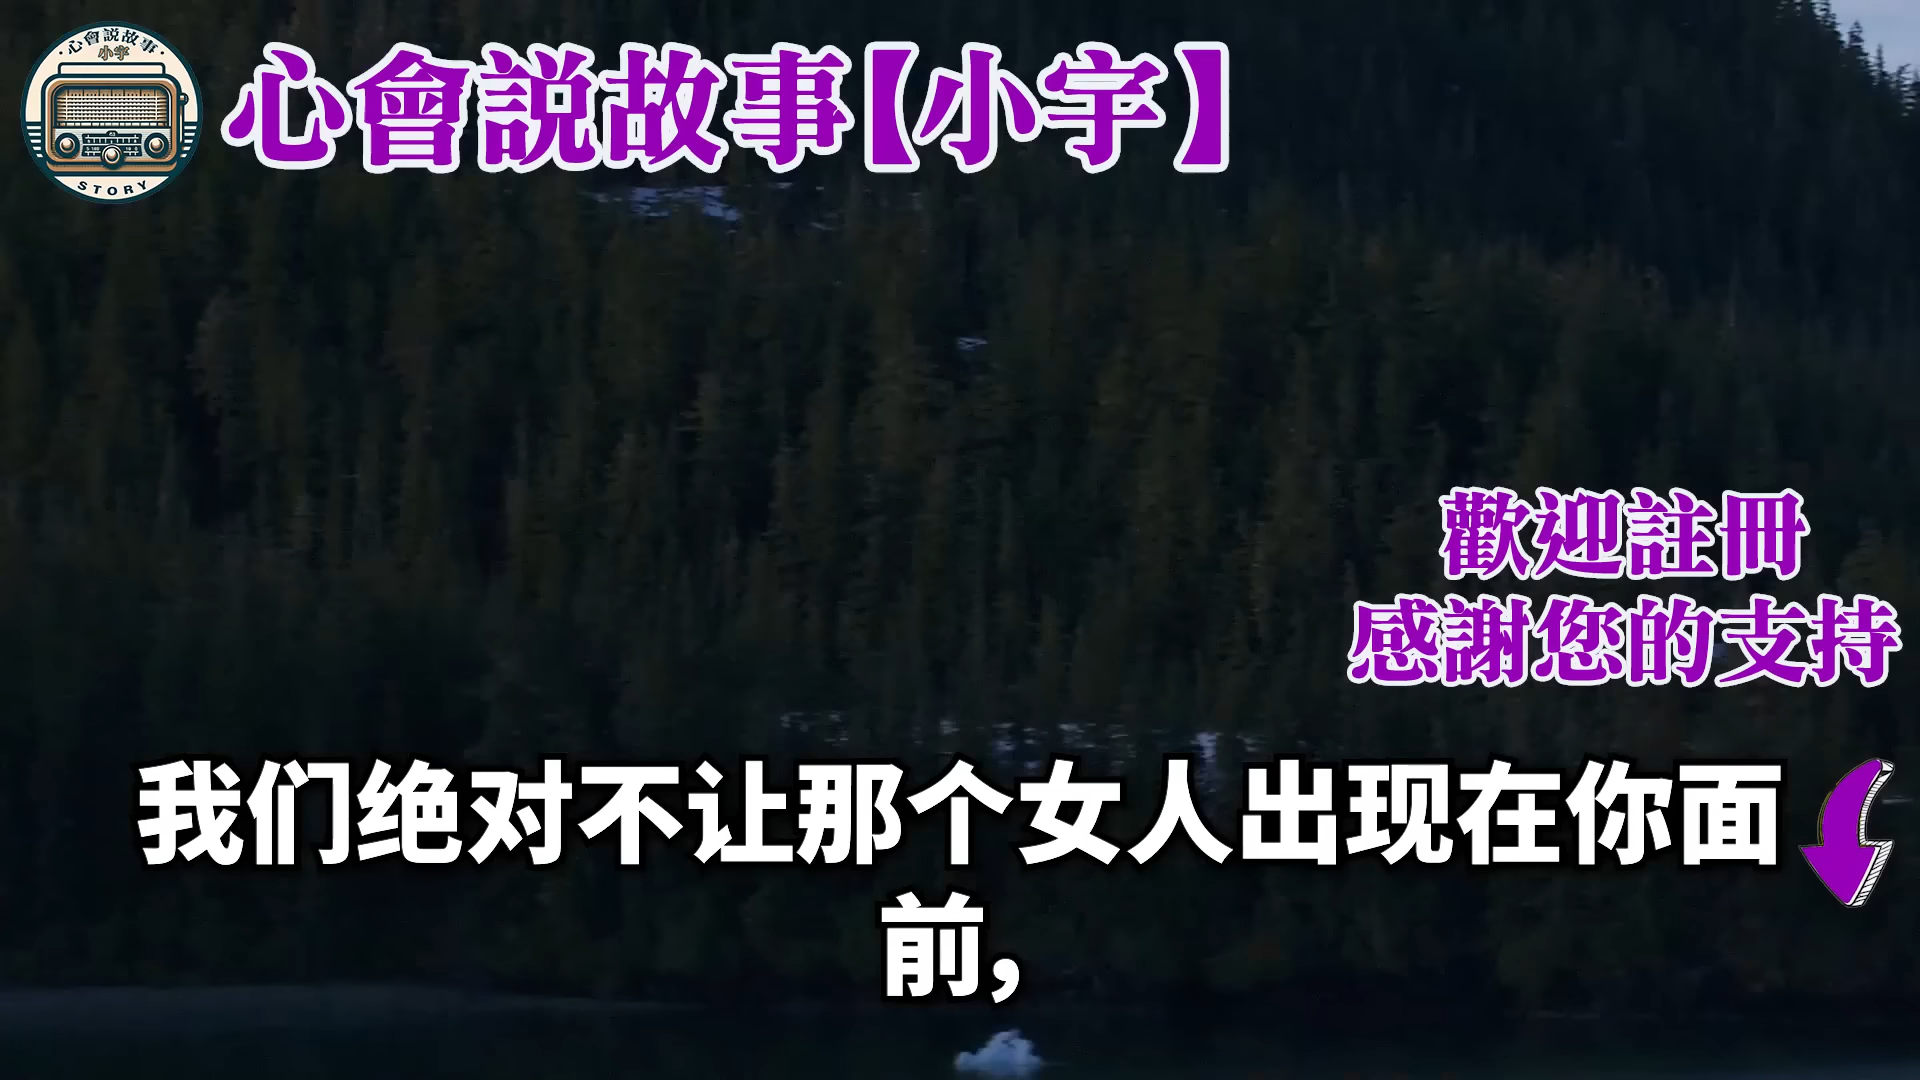 心會説故事
小宇
STORY
心會説故事【小宇】
歡迎註冊
感謝您的支持
我们绝对不让那个女人出现在你面
前，